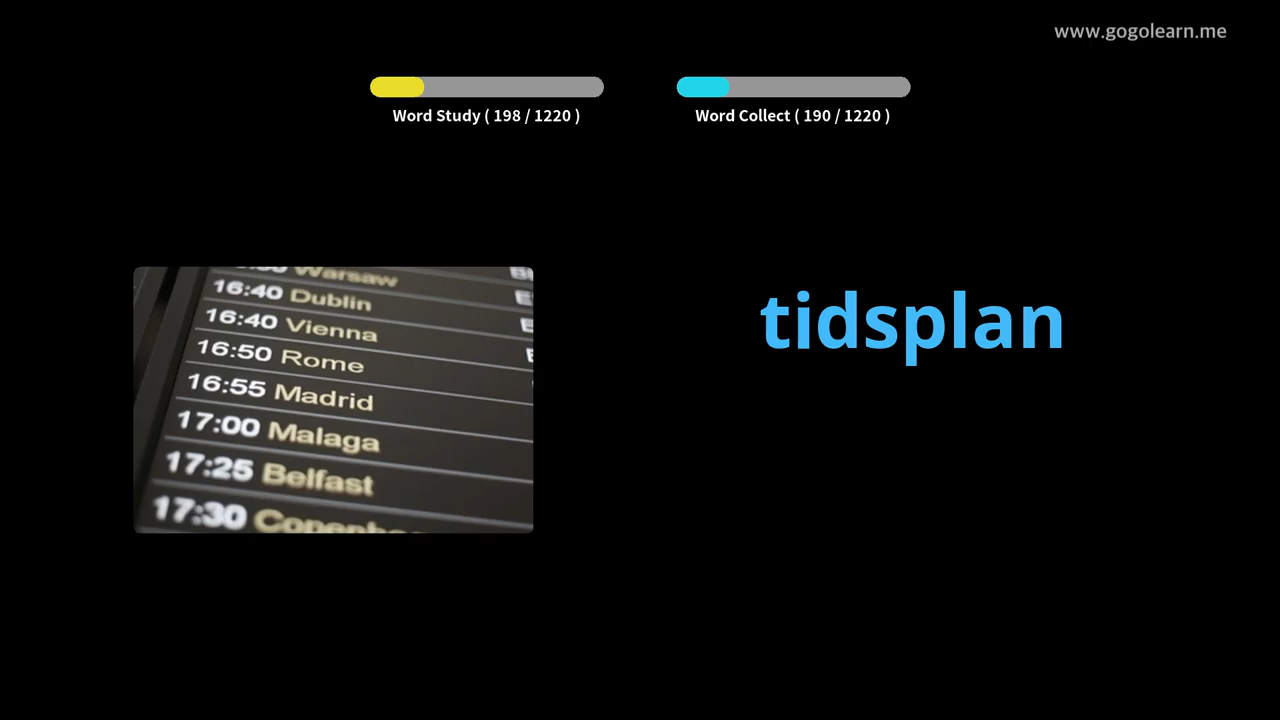 www.gogolearn.me
Word Study ( 198 / 1220 )
Word Collect ( 190 / 1220 )
Warsaw
16:40 Dublin
16:40 Vienna
16:50 Rome
16:55 Madrid
17:00 Malaga
17:25 Belfast
17:30
tidsplan